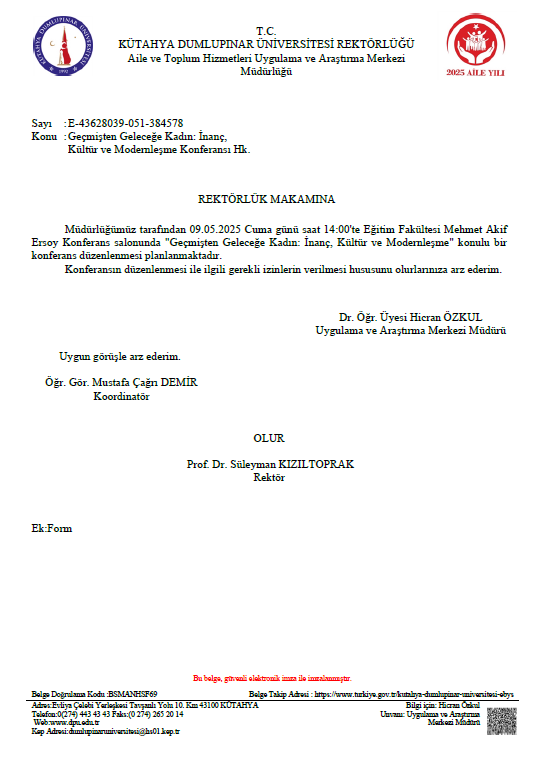 T.C.
KÜTAHYA DUMLUPINAR ÜNİVERSİTESİ REKTÖRLÜĞÜ
Aile ve Toplum Hizmetleri Uygulama ve Araştırma Merkezi
Müdürlüğü
KÜTAHYA DUMLUPINAR ÜNİVERSİTESİ
1992
2025 AİLE YILI
Sayı : E-43628039-051-384578
Konu : Geçmişten Geleceğe Kadın: İnanç,
Kültür ve Modernleşme Konferansı Hk.
REKTÖRLÜK MAKAMINA
Müdürlüğümüz tarafından 09.05.2025 Cuma günü saat 14:00'te Eğitim Fakültesi Mehmet Akif
Ersoy Konferans salonunda "Geçmişten Geleceğe Kadın: İnanç, Kültür ve Modernleşme" konulu bir
konferans düzenlenmesi planlanmaktadır.
Konferansın düzenlenmesi ile ilgili gerekli izinlerin verilmesi hususunu olurlarınıza arz ederim.
Dr. Öğr. Üyesi Hicran ÖZKUL
Uygulama ve Araştırma Merkezi Müdürü
Uygun görüşle arz ederim.
Öğr. Gör. Mustafa Çağrı DEMİR
Koordinatör
OLUR
Prof. Dr. Süleyman KIZILTOPRAK
Rektör
Ek:Form
Bu belge, güvenli elektronik imza ile imzalanmıştır.
Belge Doğrulama Kodu :BSMANHSF69 Belge Takip Adresi : https://www.turkiye.gov.tr/kutahya-dumlupinar-universitesi-ebys
Adres:Evliya Çelebi Yerleşkesi Tavşanlı Yolu 10. Km 43100 KÜTAHYA
Telefon:0(274) 443 43 43 Faks:(0 274) 265 20 14
Web:www.dpu.edu.tr
Kep Adresi:dumlupinaruniversitesi@hs01.kep.tr
Bilgi için: Hicran Özkul
Unvanı: Uygulama ve Araştırma
Merkezi Müdürü